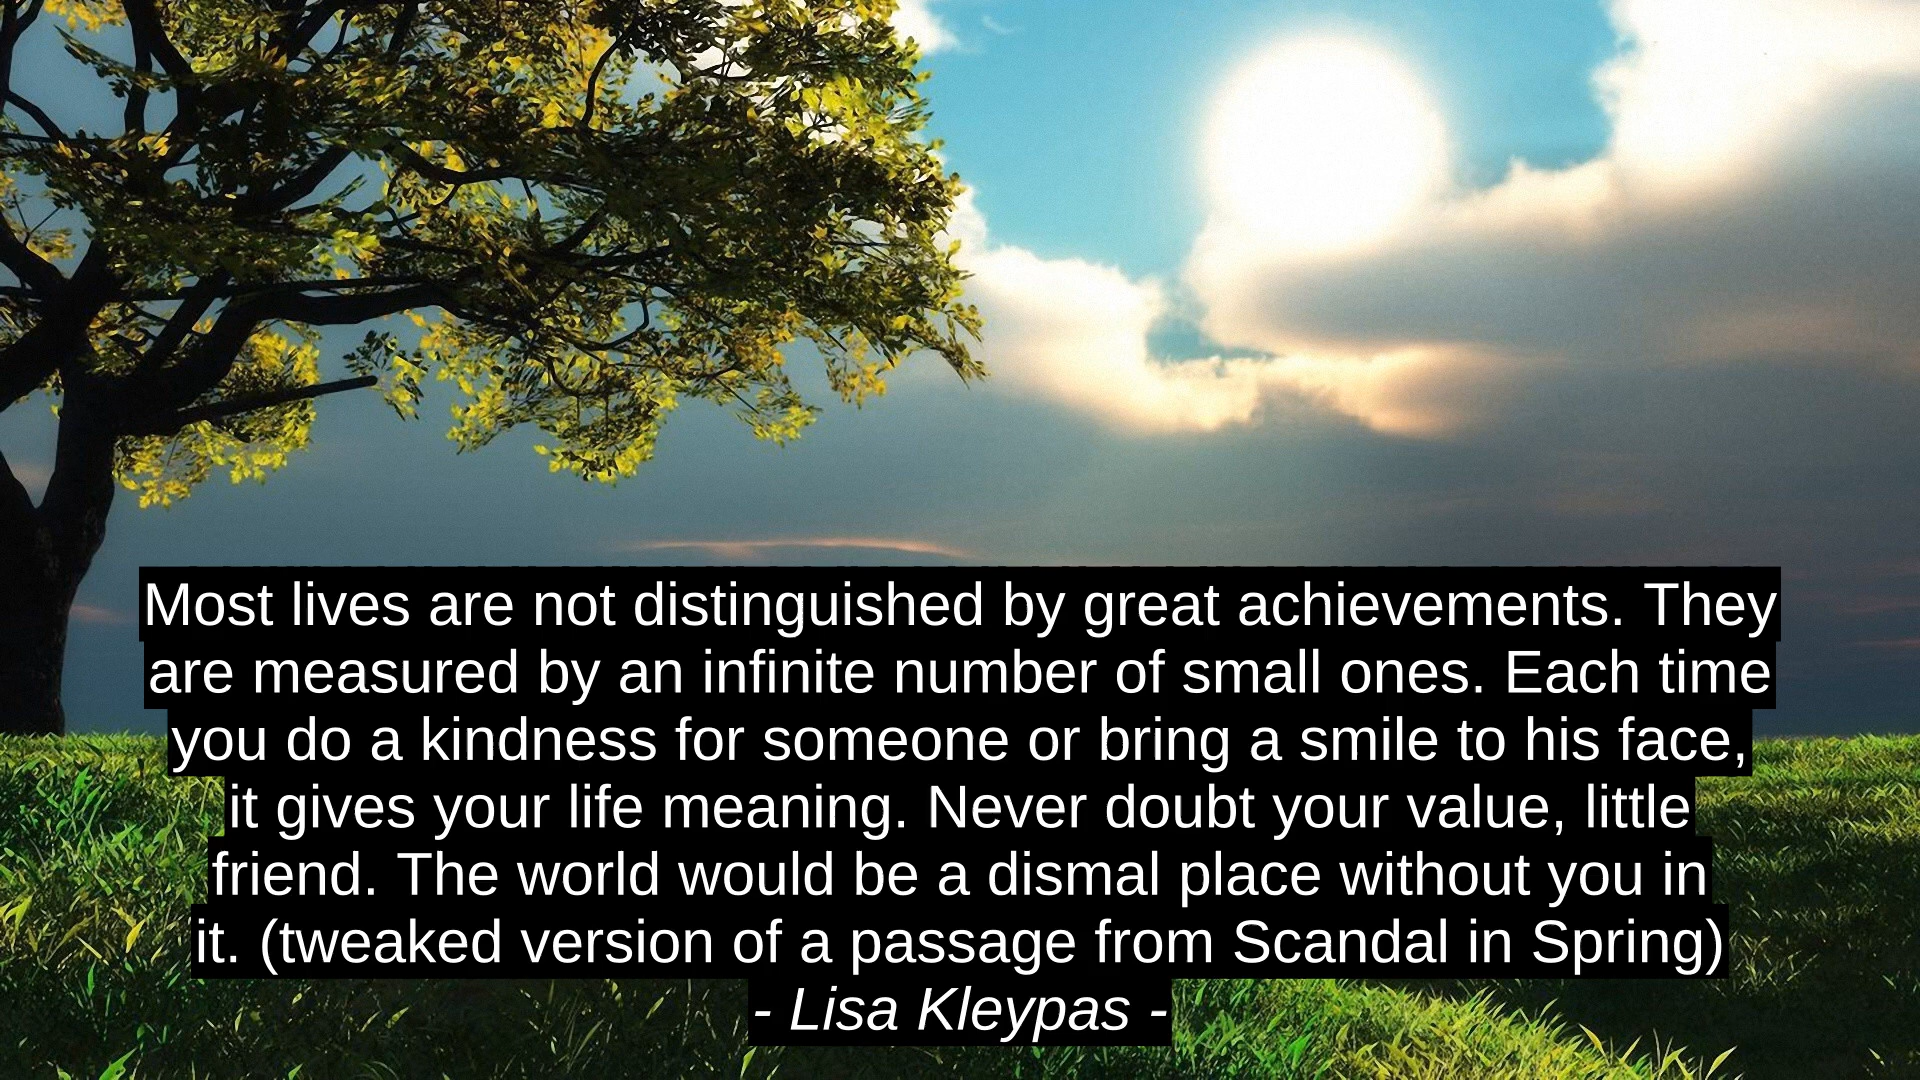 Most lives are not distinguished by great achievements. They
are measured by an infinite number of small ones. Each time
you do a kindness for someone or bring a smile to his face,
it gives your life meaning. Never doubt your value, little
friend. The world would be a dismal place without you in
it. (tweaked version of a passage from Scandal in Spring)
- Lisa Kleypas -